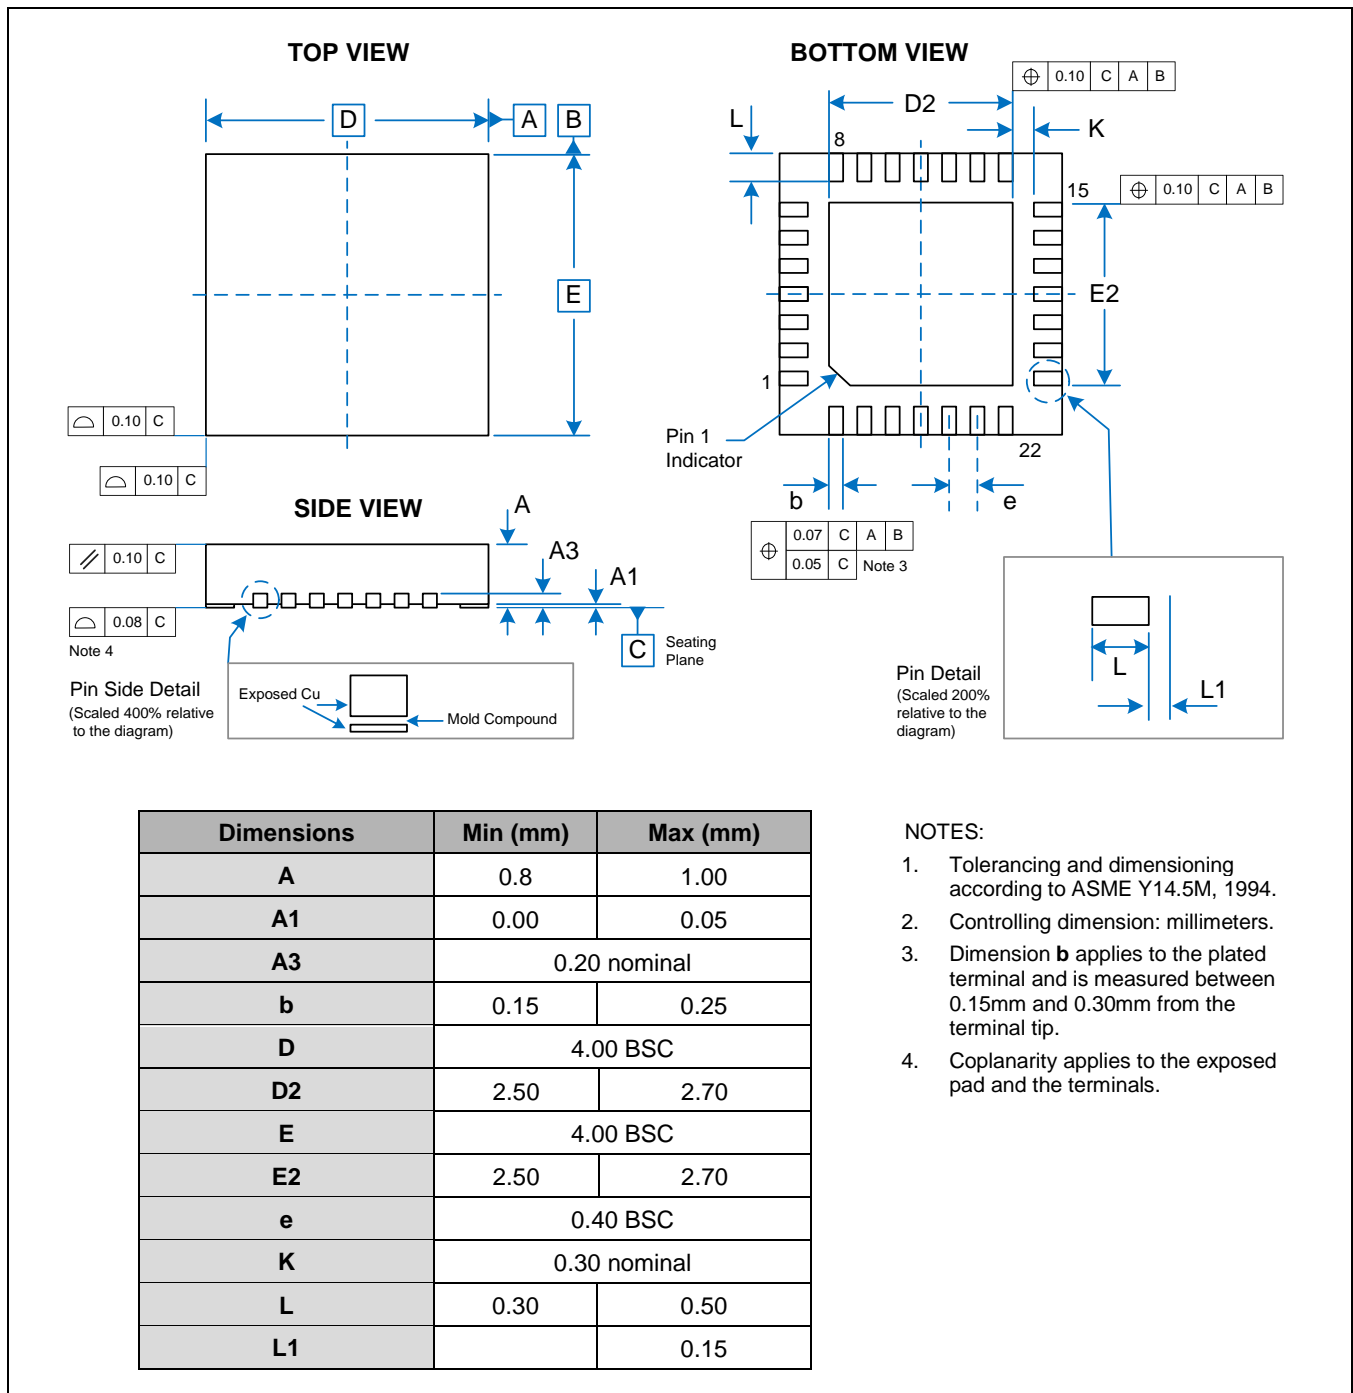 TOP VIEW
BOTTOM VIEW
0.10 C A B
D
A
B
L
D2
K
8
15
0.10 C A B
E
E2
1
0.10 C
0.10 C
Pin 1
Indicator
22
b
e
0.07 C A B
0.05 C Note 3
SIDE VIEW
A
A3
A1
0.10 C
0.08 C
Note 4
C
Seating
Plane
Pin Side Detail
(Scaled 400% relative
to the diagram)
Exposed Cu
Mold Compound
Pin Detail
(Scaled 200%
relative to the
diagram)
L
L1
Dimensions Min (mm) Max (mm)
A 0.8 1.00
A1 0.00 0.05
A3 0.20 nominal
b 0.15 0.25
D 4.00 BSC
D2 2.50 2.70
E 4.00 BSC
E2 2.50 2.70
e 0.40 BSC
K 0.30 nominal
L 0.30 0.50
L1 0.15
NOTES:
1. Tolerancing and dimensioning
according to ASME Y14.5M, 1994.
2. Controlling dimension: millimeters.
3. Dimension b applies to the plated
terminal and is measured between
0.15mm and 0.30mm from the
terminal tip.
4. Coplanarity applies to the exposed
pad and the terminals.